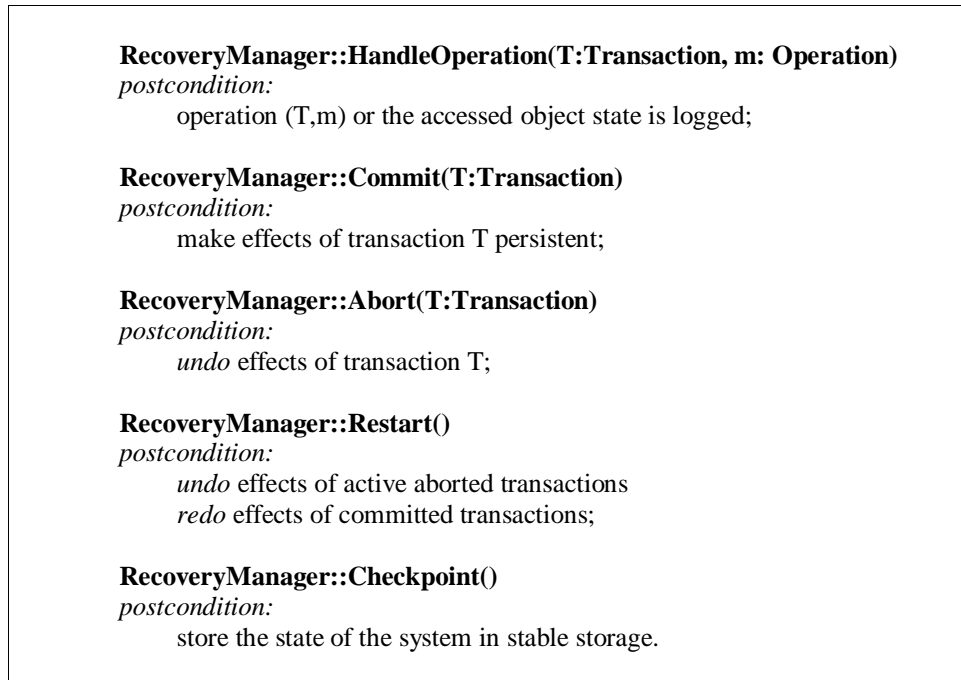 RecoveryManager::HandleOperation(T:Transaction, m: Operation)
postcondition:
operation (T,m) or the accessed object state is logged;
RecoveryManager::Commit(T:Transaction)
postcondition:
make effects of transaction T persistent;
RecoveryManager::Abort(T:Transaction)
postcondition:
undo effects of transaction T;
RecoveryManager::Restart()
postcondition:
undo effects of active aborted transactions
redo effects of committed transactions;
RecoveryManager::Checkpoint()
postcondition:
store the state of the system in stable storage.